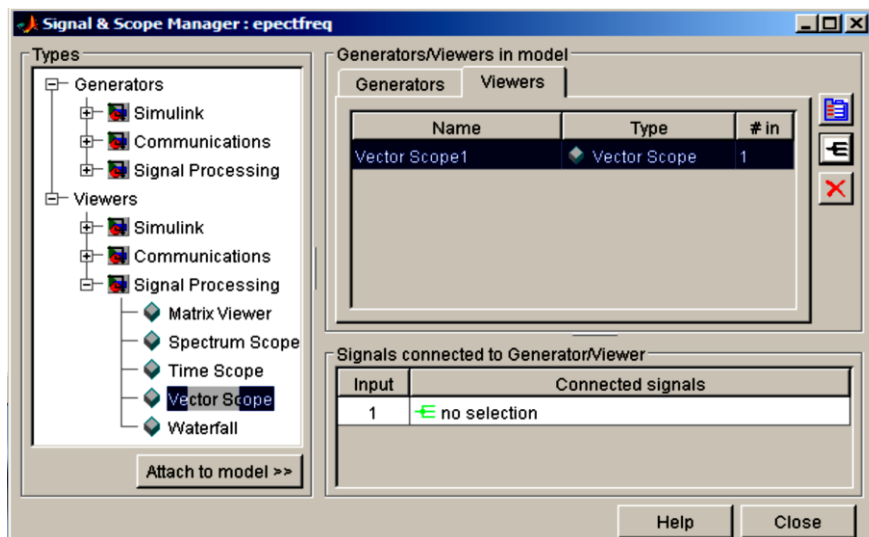 Signal & Scope Manager : epectfreq
Types
Generators
Simulink
Communications
Signal Processing
Viewers
Simulink
Communications
Signal Processing
Matrix Viewer
Spectrum Scope
Time Scope
Vector Scope
Waterfall
Attach to model >>
Generators/Viewers in model
Generators Viewers
Name Type # in
Vector Scope1 Vector Scope 1
Signals connected to Generator/Viewer
Input Connected signals
1 no selection
Help Close